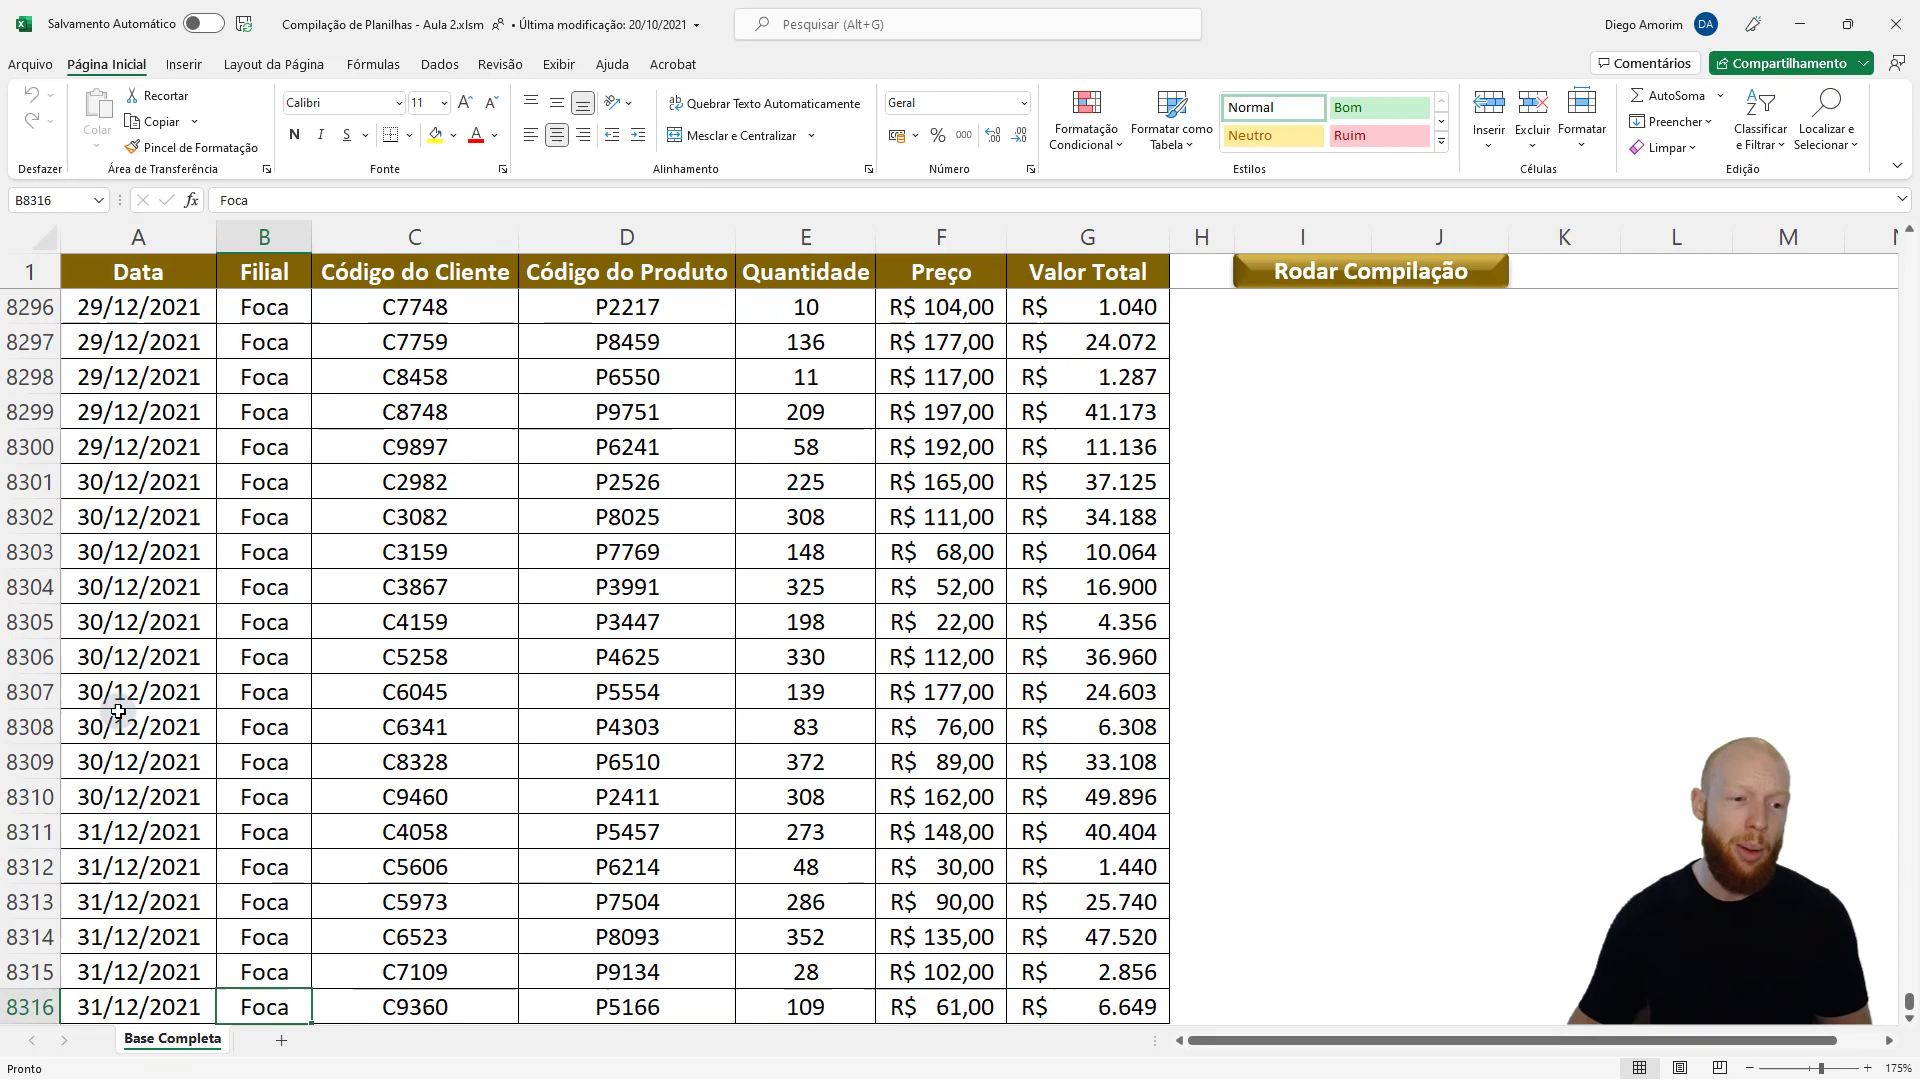 Salvamento Automático
Compilação de Planilhas - Aula 2.xlsm • Última modificação: 20/10/2021
Pesquisar (Alt+G)
Diego Amorim DA
Arquivo Página Inicial Inserir Layout da Página Fórmulas Dados Revisão Exibir Ajuda Acrobat Comentários Compartilhamento
Colar
Recortar
Copiar
Pincel de Formatação
Calibri 11
N I S
Quebrar Texto Automaticamente
Mesclar e Centralizar
Geral
% 000
Formatação Condicional
Formatar como Tabela
Normal Bom
Neutro Ruim
Inserir Excluir Formatar
AutoSoma
Preencher
Limpar
Classificar e Filtrar
Localizar e Selecionar
Desfazer Área de Transferência Fonte Alinhamento Número Estilos Células Edição
B8316 fx Foca
A B C D E F G H I J K L M
1 Data Filial Código do Cliente Código do Produto Quantidade Preço Valor Total Rodar Compilação
8296 29/12/2021 Foca C7748 P2217 10 R$ 104,00 R$ 1.040
8297 29/12/2021 Foca C7759 P8459 136 R$ 177,00 R$ 24.072
8298 29/12/2021 Foca C8458 P6550 11 R$ 117,00 R$ 1.287
8299 29/12/2021 Foca C8748 P9751 209 R$ 197,00 R$ 41.173
8300 29/12/2021 Foca C9897 P6241 58 R$ 192,00 R$ 11.136
8301 30/12/2021 Foca C2982 P2526 225 R$ 165,00 R$ 37.125
8302 30/12/2021 Foca C3082 P8025 308 R$ 111,00 R$ 34.188
8303 30/12/2021 Foca C3159 P7769 148 R$ 68,00 R$ 10.064
8304 30/12/2021 Foca C3867 P3991 325 R$ 52,00 R$ 16.900
8305 30/12/2021 Foca C4159 P3447 198 R$ 22,00 R$ 4.356
8306 30/12/2021 Foca C5258 P4625 330 R$ 112,00 R$ 36.960
8307 30/12/2021 Foca C6045 P5554 139 R$ 177,00 R$ 24.603
8308 30/12/2021 Foca C6341 P4303 83 R$ 76,00 R$ 6.308
8309 30/12/2021 Foca C8328 P6510 372 R$ 89,00 R$ 33.108
8310 30/12/2021 Foca C9460 P2411 308 R$ 162,00 R$ 49.896
8311 31/12/2021 Foca C4058 P5457 273 R$ 148,00 R$ 40.404
8312 31/12/2021 Foca C5606 P6214 48 R$ 30,00 R$ 1.440
8313 31/12/2021 Foca C5973 P7504 286 R$ 90,00 R$ 25.740
8314 31/12/2021 Foca C6523 P8093 352 R$ 135,00 R$ 47.520
8315 31/12/2021 Foca C7109 P9134 28 R$ 102,00 R$ 2.856
8316 31/12/2021 Foca C9360 P5166 109 R$ 61,00 R$ 6.649
Base Completa
Pronto 175%